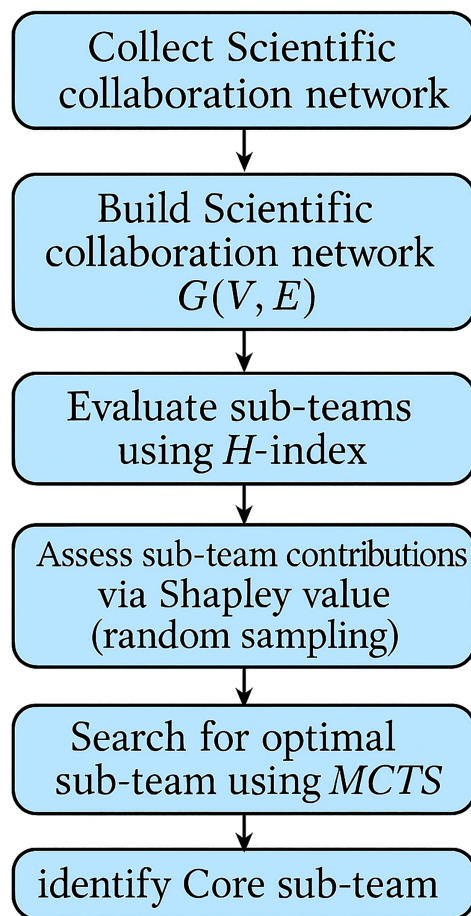 Collect Scientific
collaboration network
Build Scientific
collaboration network
G(V, E)
Evaluate sub-teams
using H-index
Assess sub-team contributions
via Shapley value
(random sampling)
Search for optimal
sub-team using MCTS
identify Core sub-team